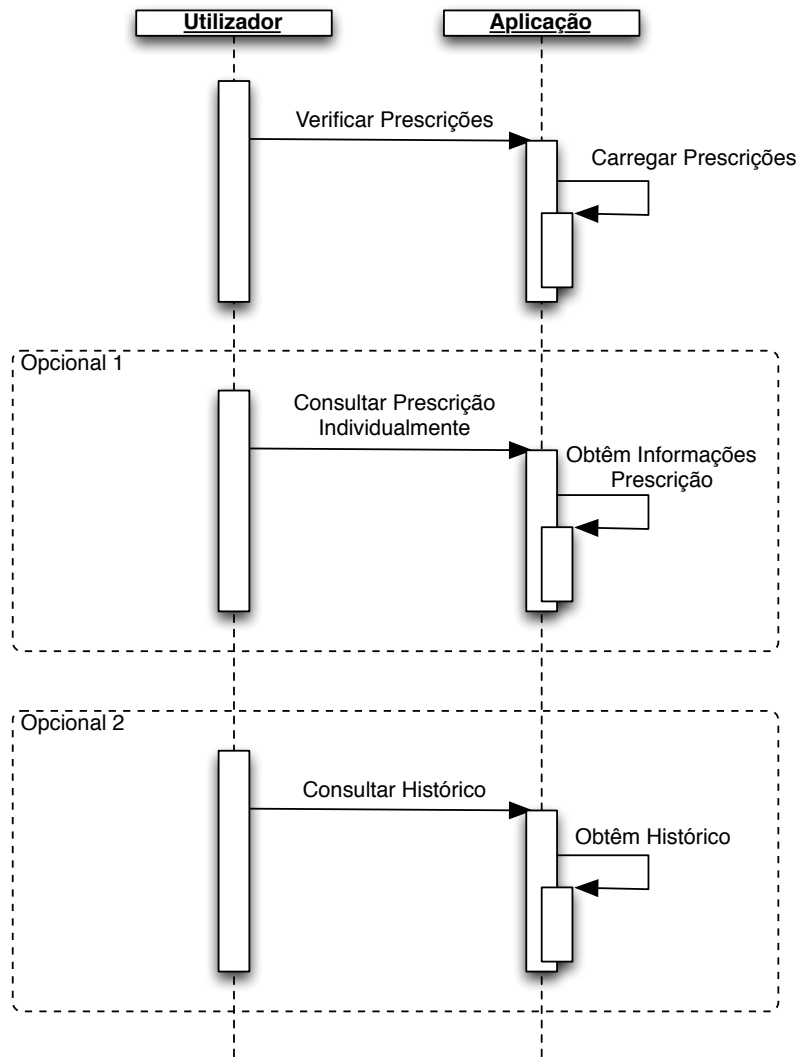 Utilizador
Aplicação
Verificar Prescrições
Carregar Prescrições
Opcional 1
Consultar Prescrição
Individualmente
Obtêm Informações
Prescrição
Opcional 2
Consultar Histórico
Obtêm Histórico